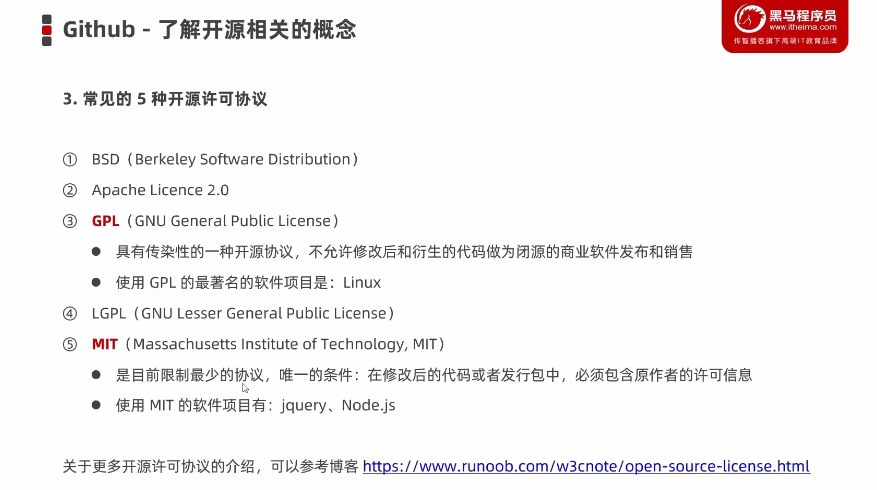 Github - 了解开源相关的概念
黑马程序员
www.itheima.com
传智播客旗下高端IT教育品牌
3. 常见的 5 种开源许可协议
① BSD（Berkeley Software Distribution）
② Apache Licence 2.0
③ GPL（GNU General Public License）
● 具有传染性的一种开源协议，不允许修改后和衍生的代码做为闭源的商业软件发布和销售
● 使用 GPL 的最著名的软件项目是：Linux
④ LGPL（GNU Lesser General Public License）
⑤ MIT（Massachusetts Institute of Technology, MIT）
● 是目前限制最少的协议，唯一的条件：在修改后的代码或者发行包中，必须包含原作者的许可信息
● 使用 MIT 的软件项目有：jquery、Node.js
关于更多开源许可协议的介绍，可以参考博客 https://www.runoob.com/w3cnote/open-source-license.html